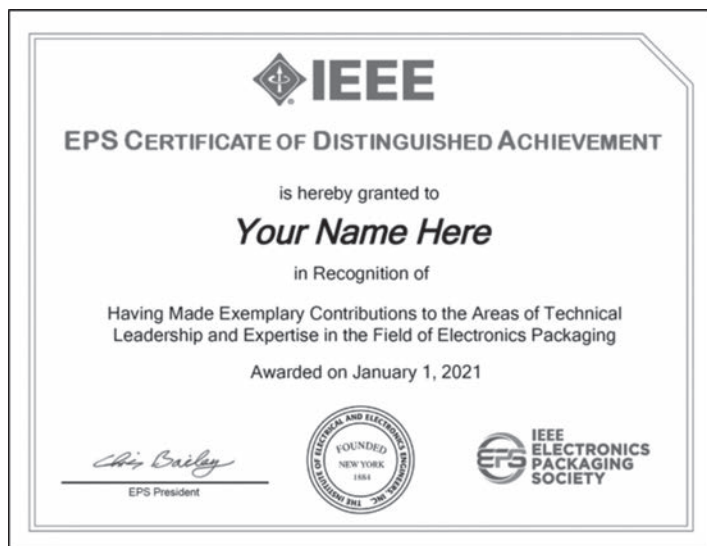 IEEE
EPS CERTIFICATE OF DISTINGUISHED ACHIEVEMENT
is hereby granted to
Your Name Here
in Recognition of
Having Made Exemplary Contributions to the Areas of Technical
Leadership and Expertise in the Field of Electronics Packaging
Awarded on January 1, 2021
Chris Bailey
EPS President
THE INSTITUTE OF ELECTRICAL AND ELECTRONICS ENGINEERS, INC.
FOUNDED
NEW YORK
1884
EPS
IEEE
ELECTRONICS
PACKAGING
SOCIETY